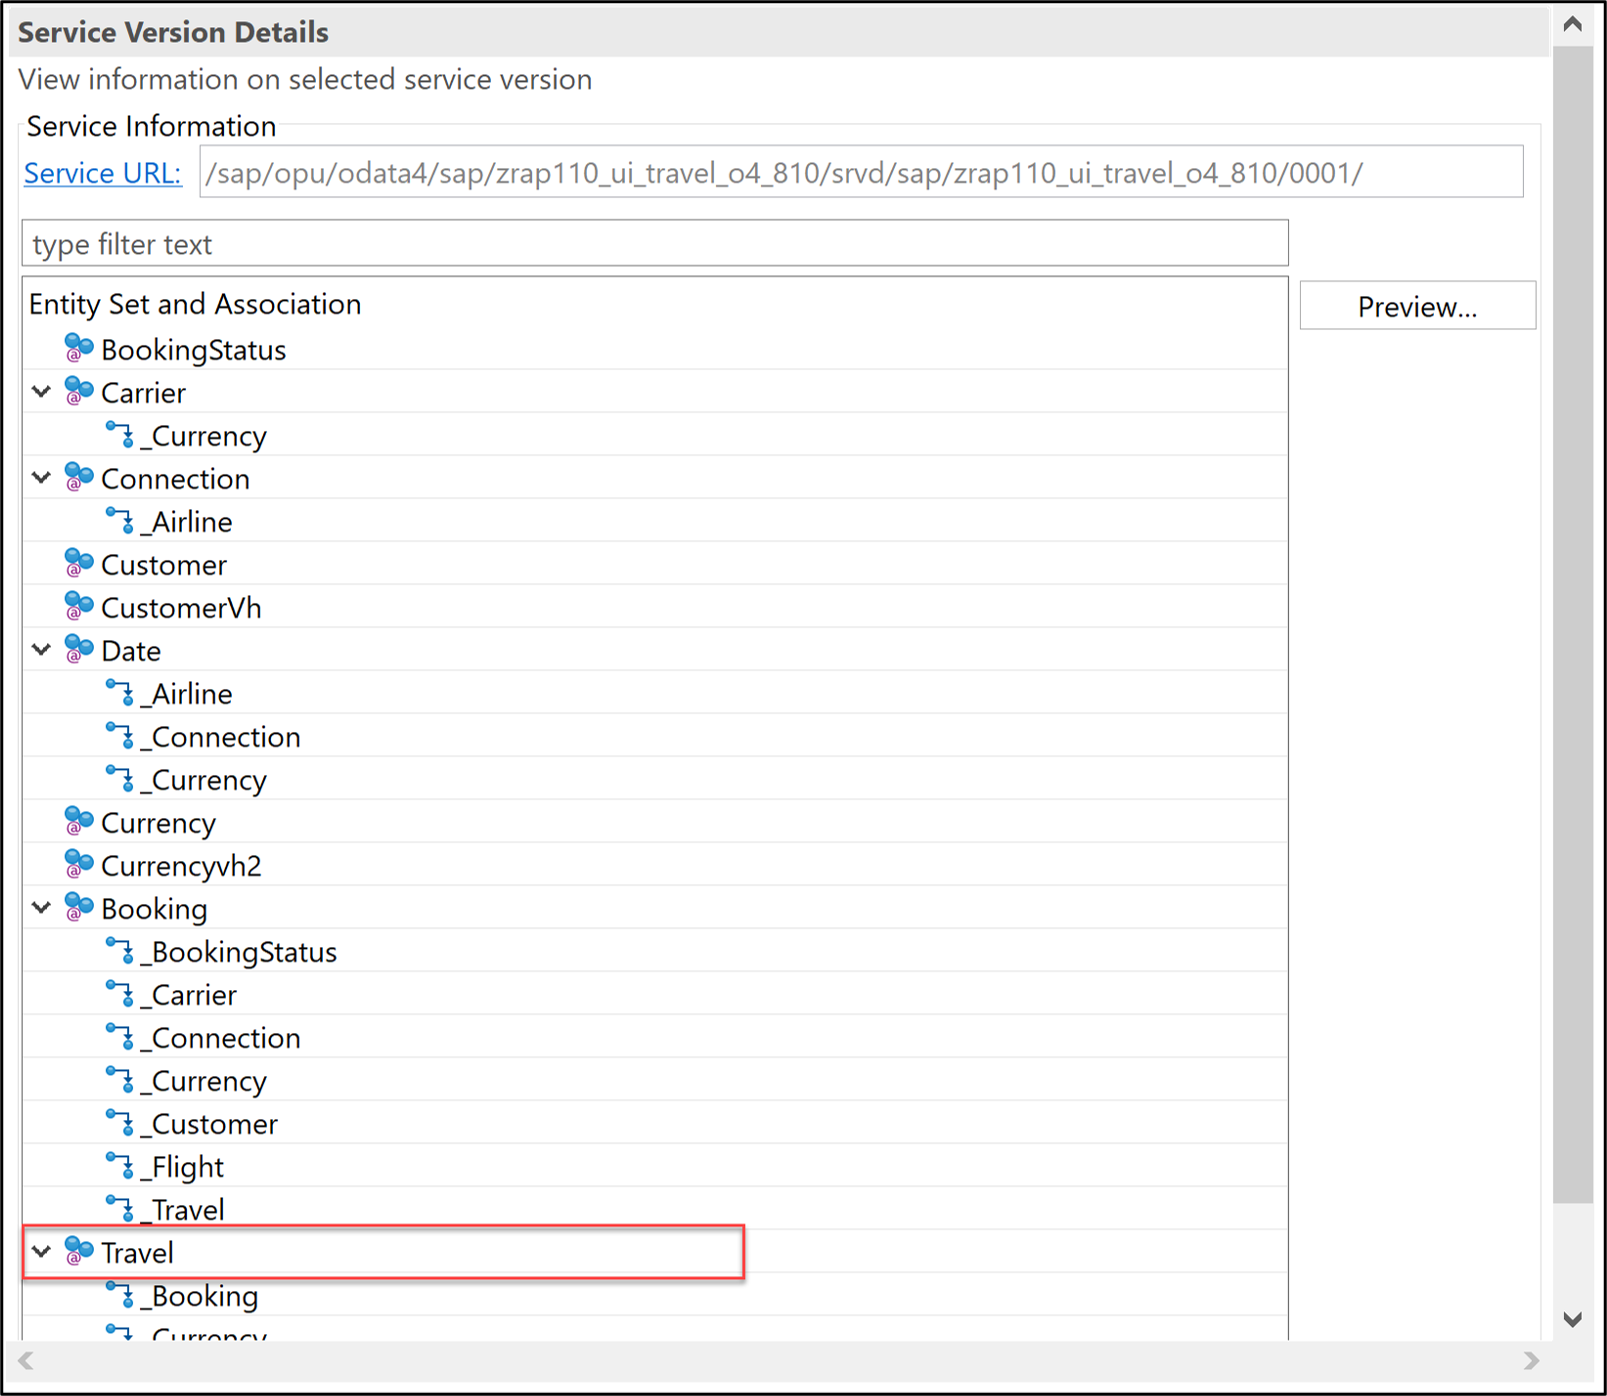 Service Version Details
View information on selected service version
Service Information
Service URL: /sap/opu/odata4/sap/zrap110_ui_travel_o4_810/srvd/sap/zrap110_ui_travel_o4_810/0001/
type filter text
Entity Set and Association
Preview...
BookingStatus
Carrier
_Currency
Connection
_Airline
Customer
CustomerVh
Date
_Airline
_Connection
_Currency
Currency
Currencyvh2
Booking
_BookingStatus
_Carrier
_Connection
_Currency
_Customer
_Flight
_Travel
Travel
_Booking
_Currency